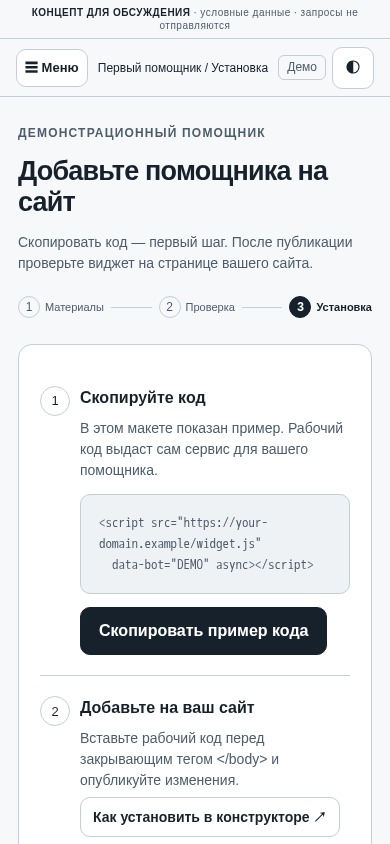 КОНЦЕПТ ДЛЯ ОБСУЖДЕНИЯ · условные данные · запросы не
отправляются
☰ Меню
Первый помощник / Установка
Демо
ДЕМОНСТРАЦИОННЫЙ ПОМОЩНИК
Добавьте помощника на
сайт
Скопировать код — первый шаг. После публикации
проверьте виджет на странице вашего сайта.
1 Материалы 2 Проверка 3 Установка
1 Скопируйте код
В этом макете показан пример. Рабочий
код выдаст сам сервис для вашего
помощника.
<script src="https://your-
domain.example/widget.js"
data-bot="DEMO" async></script>
Скопировать пример кода
2 Добавьте на ваш сайт
Вставьте рабочий код перед
закрывающим тегом </body> и
опубликуйте изменения.
Как установить в конструкторе ↗